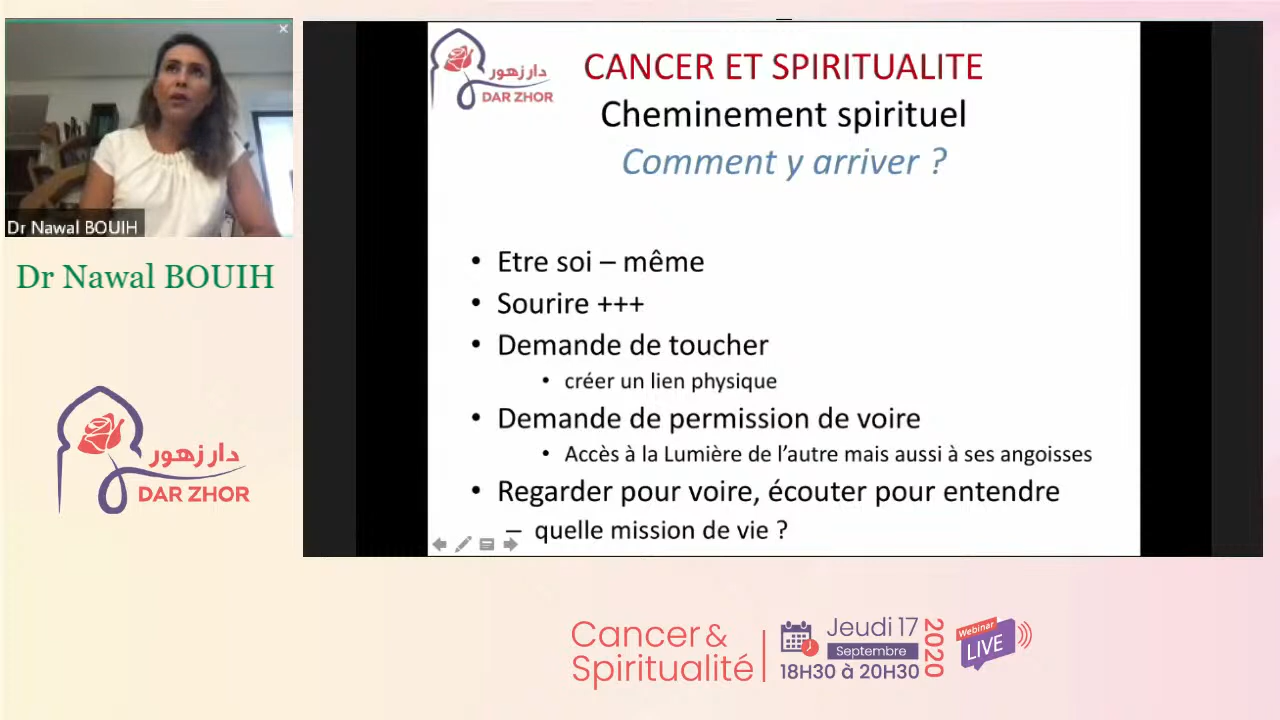 Dr Nawal BOUIH
Dr Nawal BOUIH
دار زهور
DAR ZHOR
دار زهور
DAR ZHOR
CANCER ET SPIRITUALITE
Cheminement spirituel
Comment y arriver ?
• Etre soi – même
• Sourire +++
• Demande de toucher
• créer un lien physique
• Demande de permission de voire
• Accès à la Lumière de l’autre mais aussi à ses angoisses
• Regarder pour voire, écouter pour entendre
– quelle mission de vie ?
Cancer &
Spiritualité
Jeudi 17
Septembre
18H30 à 20H30
2020
Webinar
LIVE